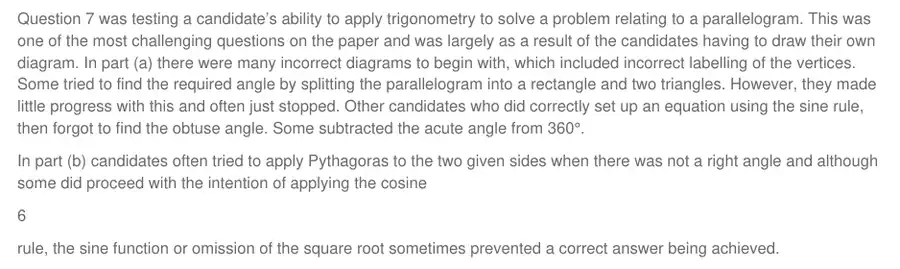 Question 7 was testing a candidate’s ability to apply trigonometry to solve a problem relating to a parallelogram. This was
one of the most challenging questions on the paper and was largely as a result of the candidates having to draw their own
diagram. In part (a) there were many incorrect diagrams to begin with, which included incorrect labelling of the vertices.
Some tried to find the required angle by splitting the parallelogram into a rectangle and two triangles. However, they made
little progress with this and often just stopped. Other candidates who did correctly set up an equation using the sine rule,
then forgot to find the obtuse angle. Some subtracted the acute angle from 360°.
In part (b) candidates often tried to apply Pythagoras to the two given sides when there was not a right angle and although
some did proceed with the intention of applying the cosine
6
rule, the sine function or omission of the square root sometimes prevented a correct answer being achieved.